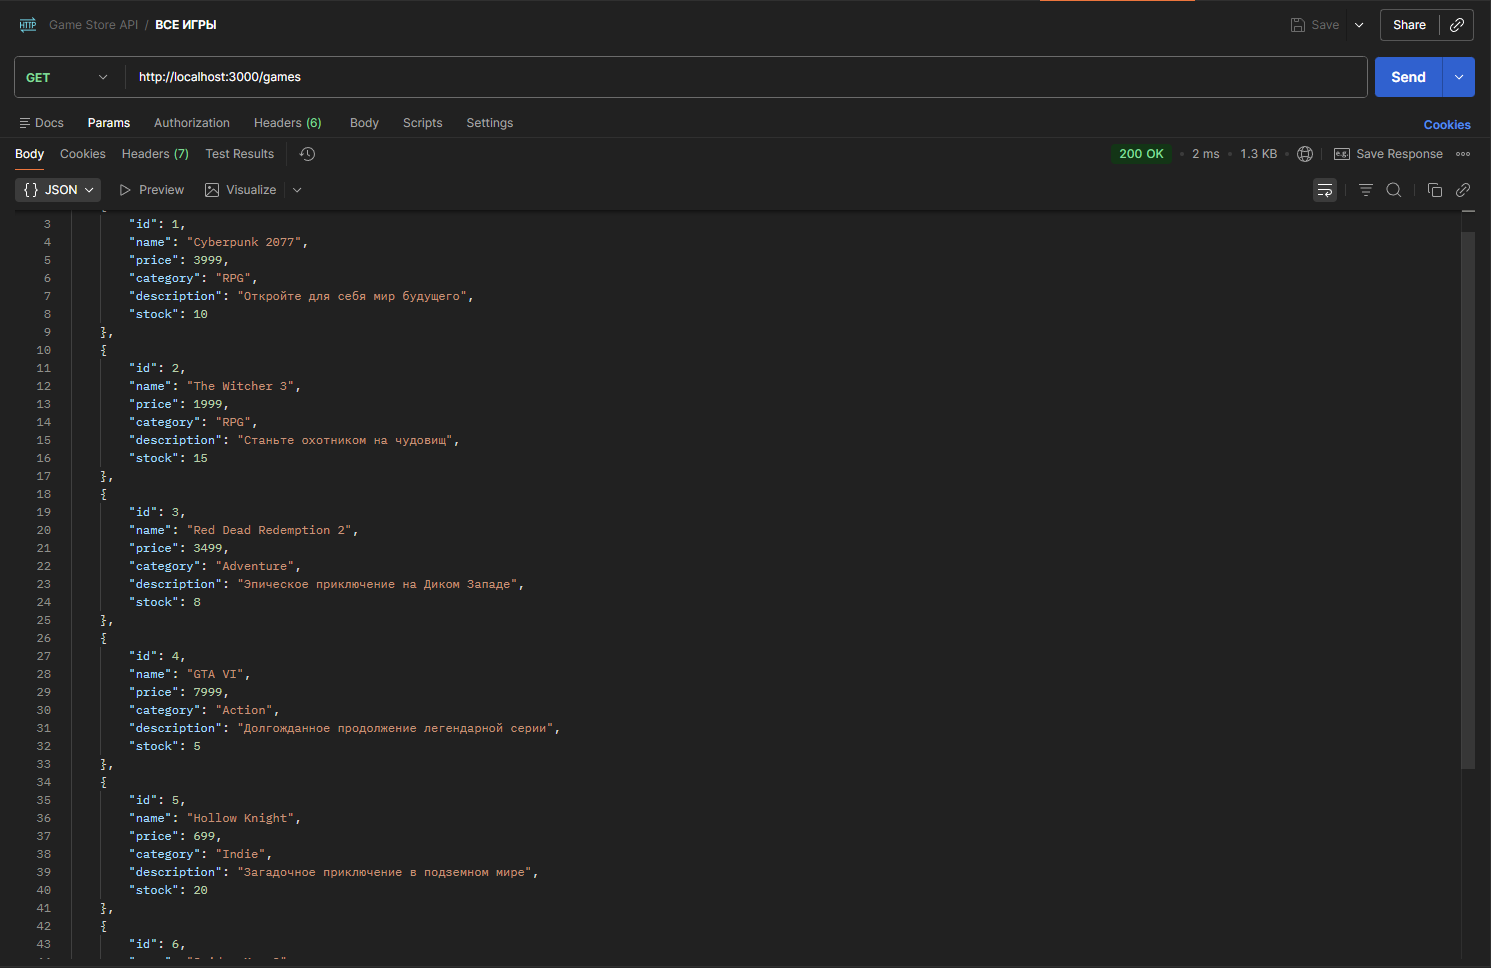 HTTP Game Store API / ВСЕ ИГРЫ Save Share
GET http://localhost:3000/games Send
Docs Params Authorization Headers (6) Body Scripts Settings Cookies
Body Cookies Headers (7) Test Results 200 OK • 2 ms • 1.3 KB • e.g. Save Response
{} JSON Preview Visualize
3 "id": 1,
4 "name": "Cyberpunk 2077",
5 "price": 3999,
6 "category": "RPG",
7 "description": "Откройте для себя мир будущего",
8 "stock": 10
9 },
10 {
11 "id": 2,
12 "name": "The Witcher 3",
13 "price": 1999,
14 "category": "RPG",
15 "description": "Станьте охотником на чудовищ",
16 "stock": 15
17 },
18 {
19 "id": 3,
20 "name": "Red Dead Redemption 2",
21 "price": 3499,
22 "category": "Adventure",
23 "description": "Эпическое приключение на Диком Западе",
24 "stock": 8
25 },
26 {
27 "id": 4,
28 "name": "GTA VI",
29 "price": 7999,
30 "category": "Action",
31 "description": "Долгожданное продолжение легендарной серии",
32 "stock": 5
33 },
34 {
35 "id": 5,
36 "name": "Hollow Knight",
37 "price": 699,
38 "category": "Indie",
39 "description": "Загадочное приключение в подземном мире",
40 "stock": 20
41 },
42 {
43 "id": 6,